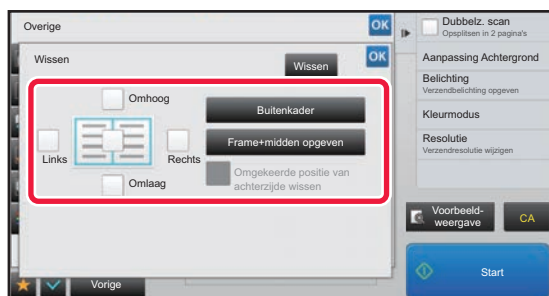 Overige
OK
Wissen
Wissen
OK
Omhoog
Links
Rechts
Omlaag
Buitenkader
Frame+midden opgeven
Omgekeerde positie van
achterzijde wissen
Vorige
Dubbelz. scan
Opsplitsen in 2 pagina's
Aanpassing Achtergrond
Belichting
Verzendbelichting opgeven
Kleurmodus
Resolutie
Verzendresolutie wijzigen
Voorbeeld-
weergave
CA
Start